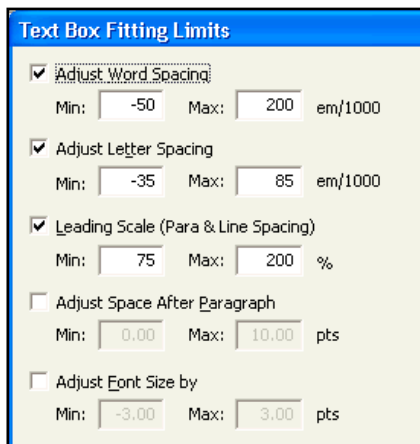 Text Box Fitting Limits
Adjust Word Spacing
Min: -50 Max: 200 em/1000
Adjust Letter Spacing
Min: -35 Max: 85 em/1000
Leading Scale (Para & Line Spacing)
Min: 75 Max: 200 %
Adjust Space After Paragraph
Min: 0.00 Max: 10.00 pts
Adjust Font Size by
Min: -3.00 Max: 3.00 pts